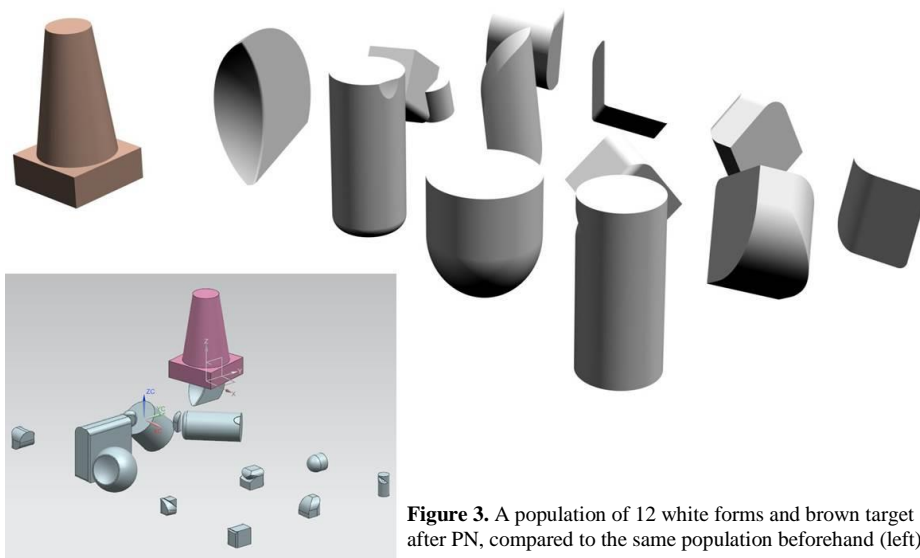 ZC
Z
X
Figure 3. A population of 12 white forms and brown target
after PN, compared to the same population beforehand (left)